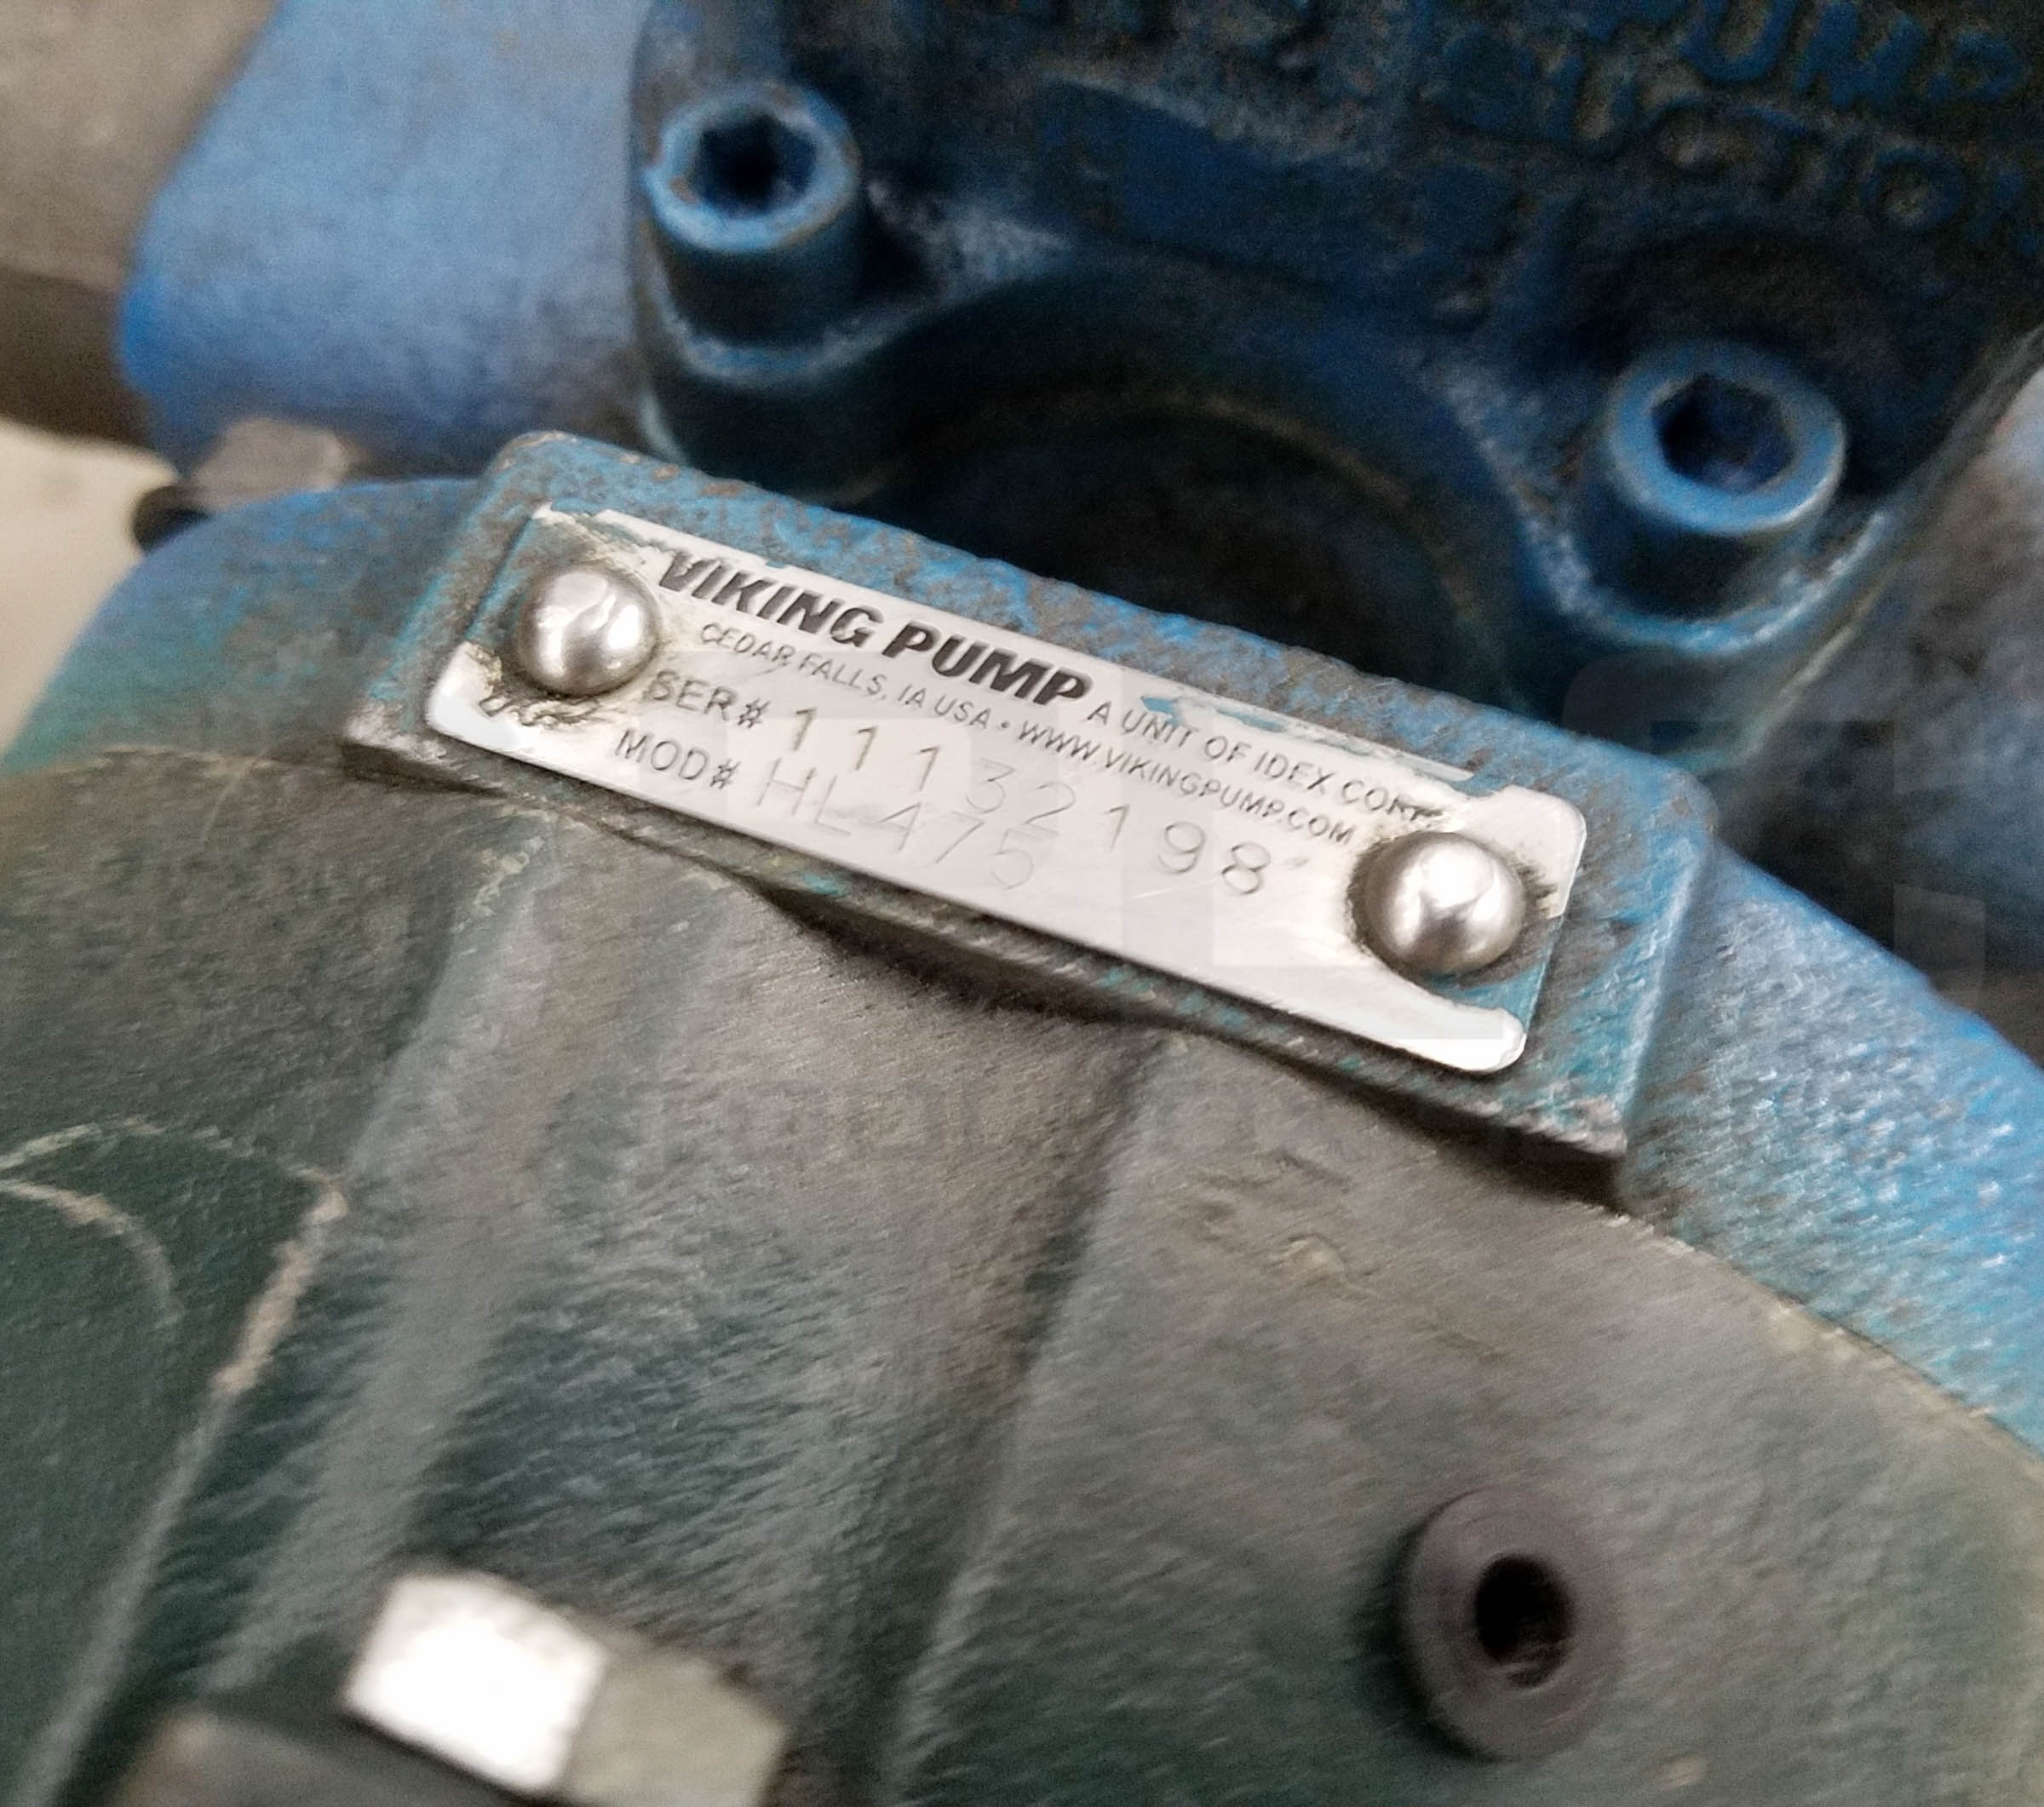 VIKING PUMP A UNIT OF IDEX CORP.
CEDAR FALLS, IA USA • WWW.VIKINGPUMP.COM
SER# 11132198
MOD# HL475